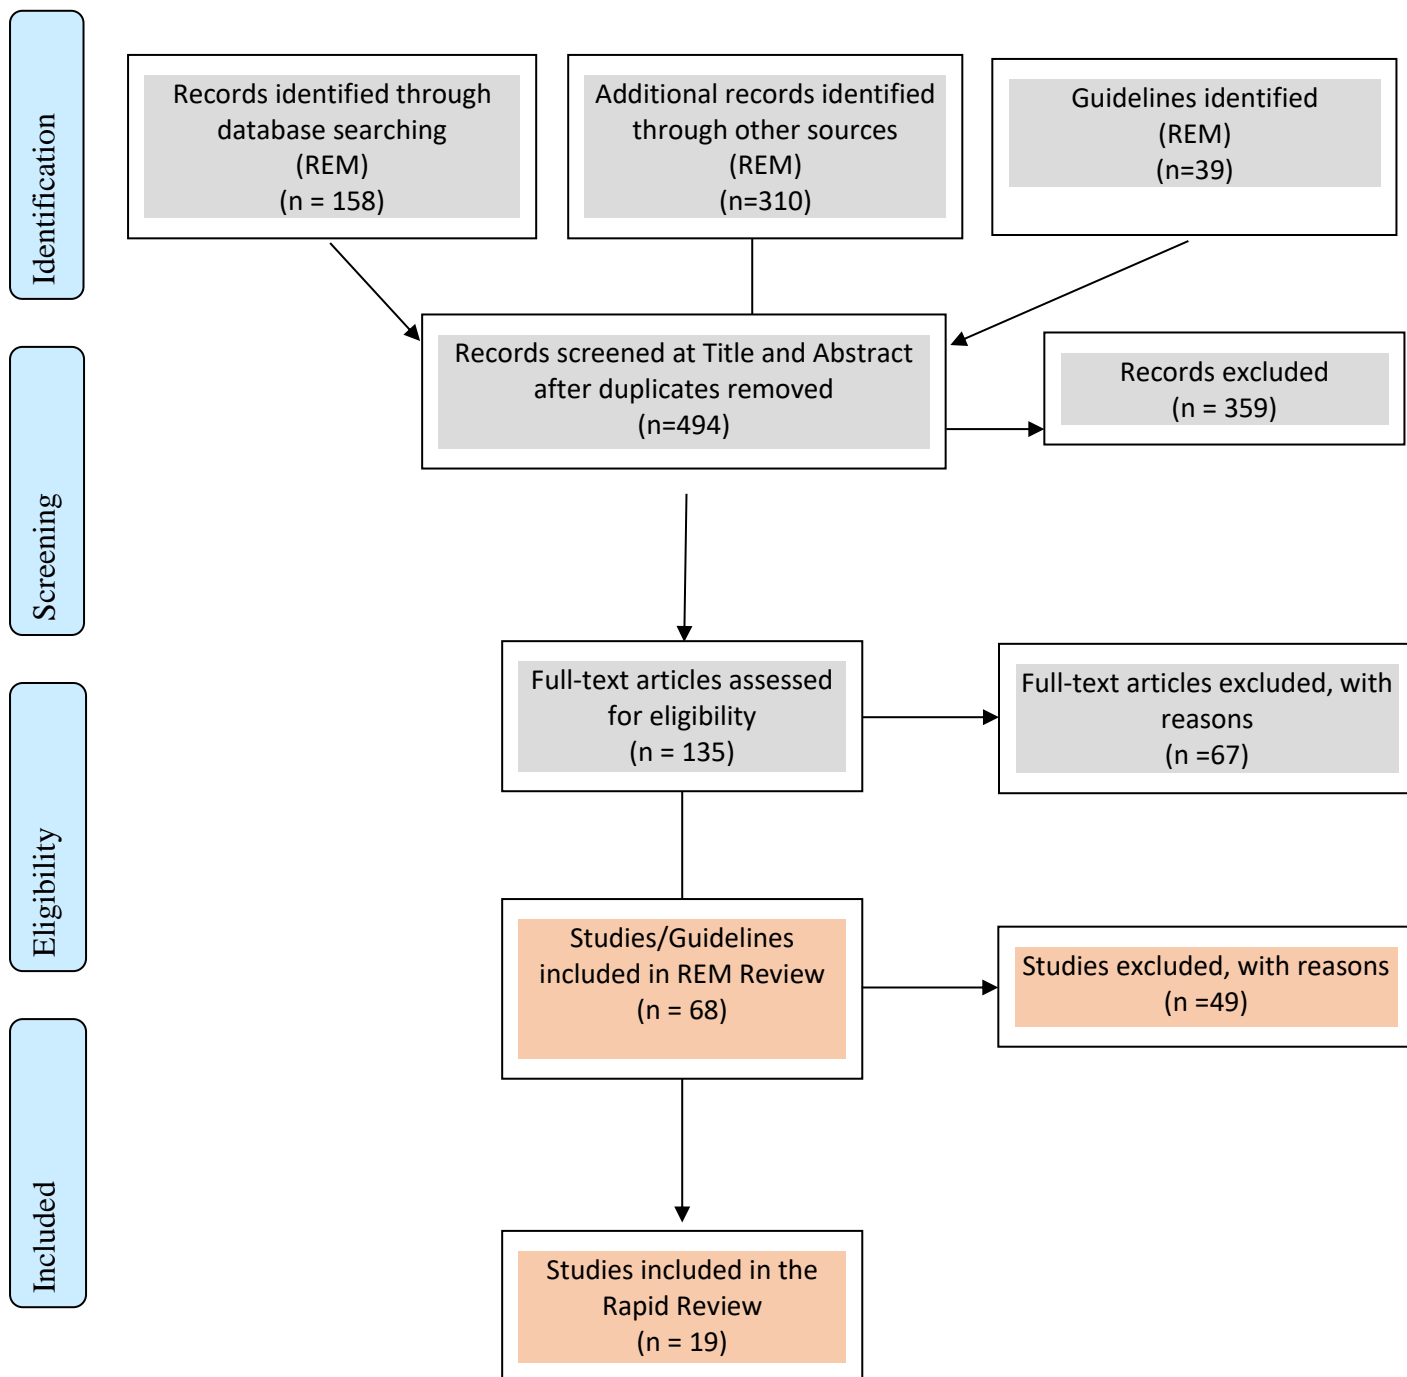 Identification
Records identified through
database searching
(REM)
(n = 158)
Additional records identified
through other sources
(REM)
(n=310)
Guidelines identified
(REM)
(n=39)
Screening
Records screened at Title and Abstract
after duplicates removed
(n=494)
Records excluded
(n = 359)
Eligibility
Full-text articles assessed
for eligibility
(n = 135)
Full-text articles excluded, with
reasons
(n =67)
Studies/Guidelines
included in REM Review
(n = 68)
Studies excluded, with reasons
(n =49)
Included
Studies included in the
Rapid Review
(n = 19)